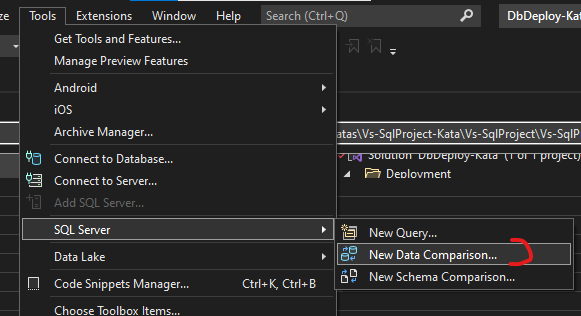 Tools Extensions Window Help Search (Ctrl+Q) DbDeploy-Kata
Get Tools and Features...
Manage Preview Features
Android
iOS
Archive Manager...
atas\Vs-SqlProject-Kata\Vs-SqlProject\Vs-SqlP
Connect to Database...
Solution 'DbDeploy-Kata' (1 of 1 project)
Connect to Server...
Deployment
Add SQL Server...
SQL Server
New Query...
Data Lake
New Data Comparison...
Code Snippets Manager... Ctrl+K, Ctrl+B
New Schema Comparison...
Choose Toolbox Items...